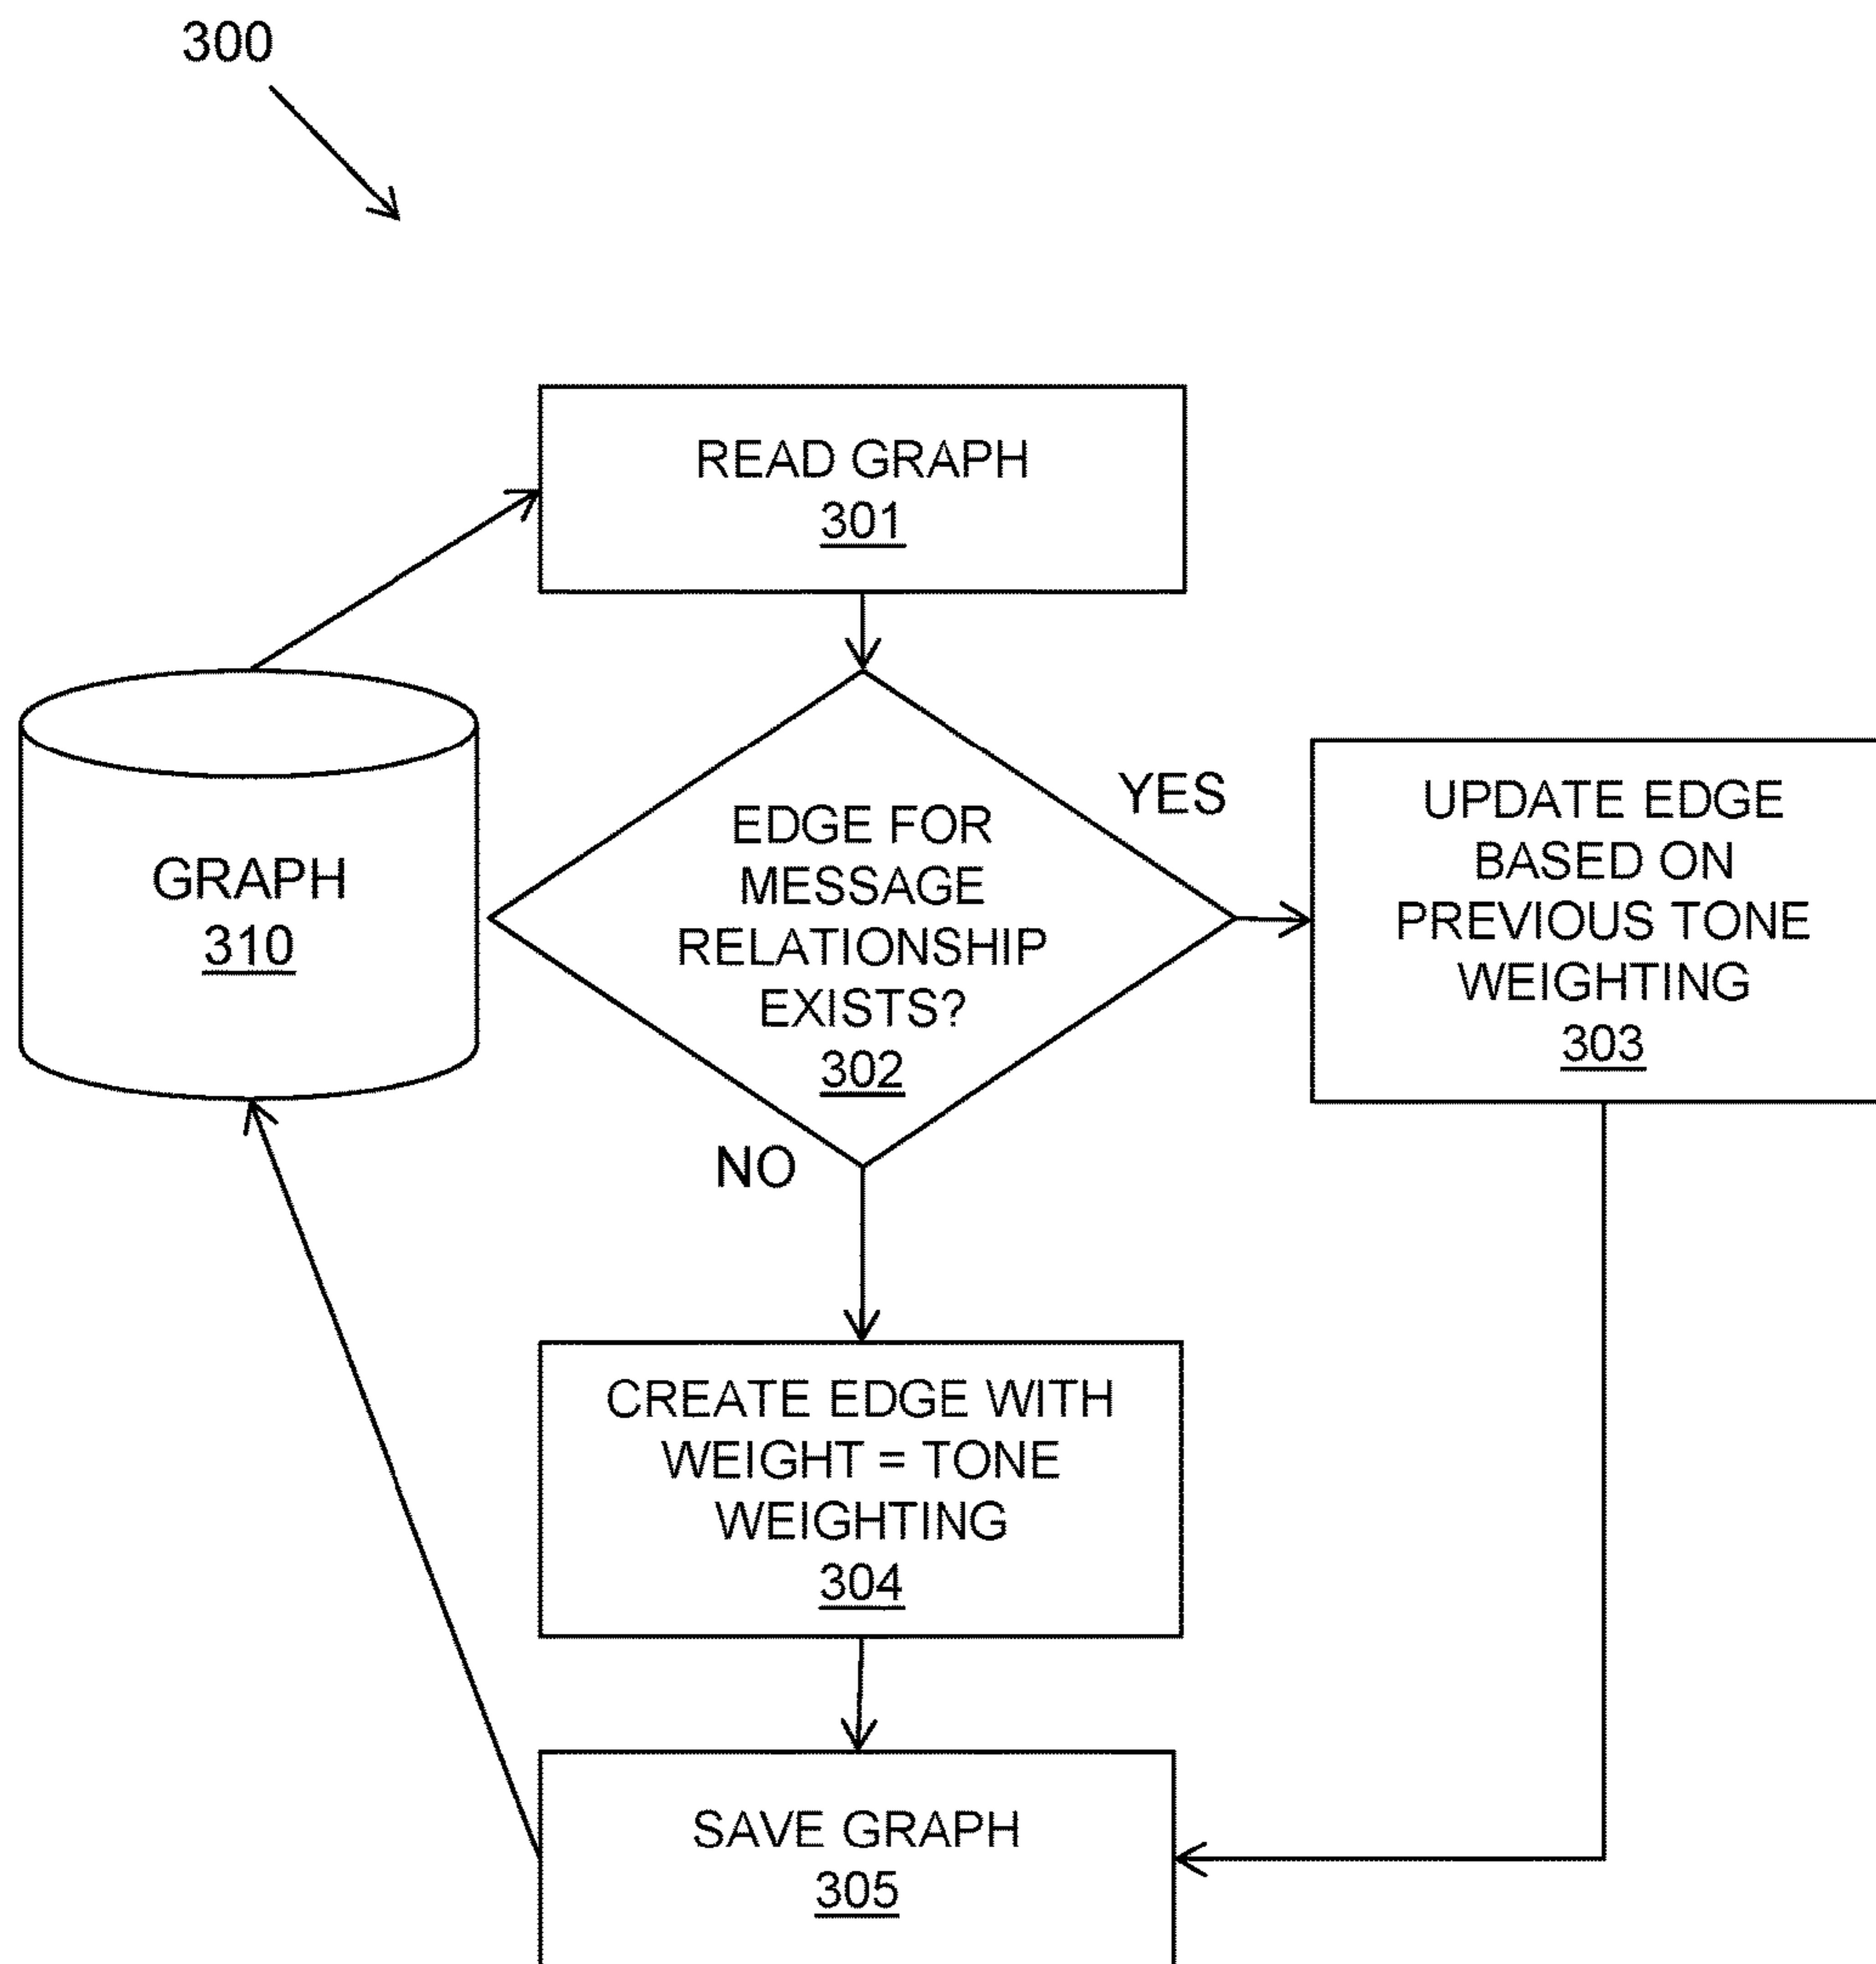 300
READ GRAPH
301
GRAPH
310
EDGE FOR
MESSAGE
RELATIONSHIP
EXISTS?
302
YES
UPDATE EDGE
BASED ON
PREVIOUS TONE
WEIGHTING
303
NO
CREATE EDGE WITH
WEIGHT = TONE
WEIGHTING
304
SAVE GRAPH
305